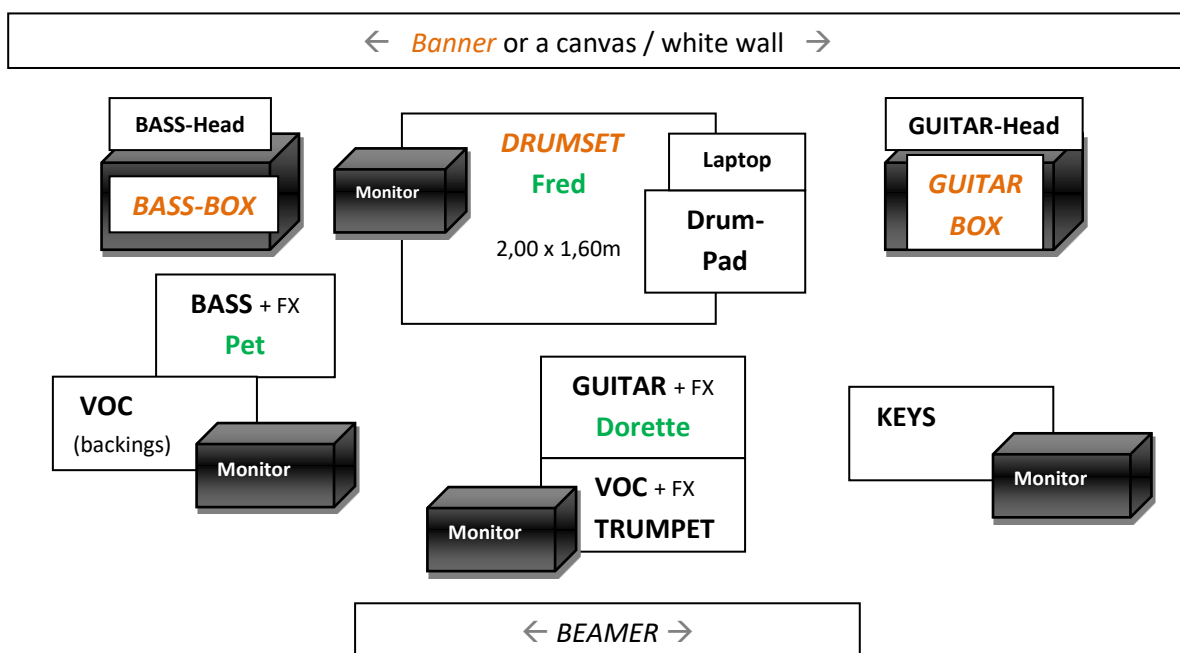 ← Banner or a canvas / white wall →
BASS-Head
BASS-BOX
DRUMSET
Fred
2,00 x 1,60m
Monitor
Laptop
Drum-
Pad
GUITAR-Head
GUITAR
BOX
BASS + FX
Pet
VOC
(backings)
Monitor
GUITAR + FX
Dorette
VOC + FX
TRUMPET
Monitor
KEYS
Monitor
← BEAMER →